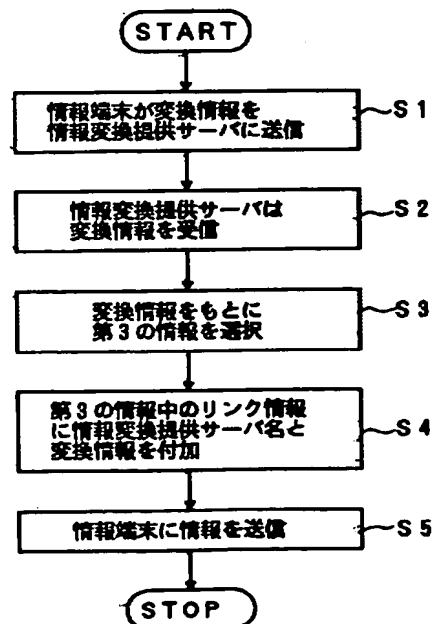 START
情報端末が変換情報を
情報変換提供サーバに送信
S1
情報変換提供サーバは
変換情報を受信
S2
変換情報をもとに
第3の情報を選択
S3
第3の情報中のリンク情報
に情報変換提供サーバ名と
変換情報を付加
S4
情報端末に情報を送信
S5
STOP